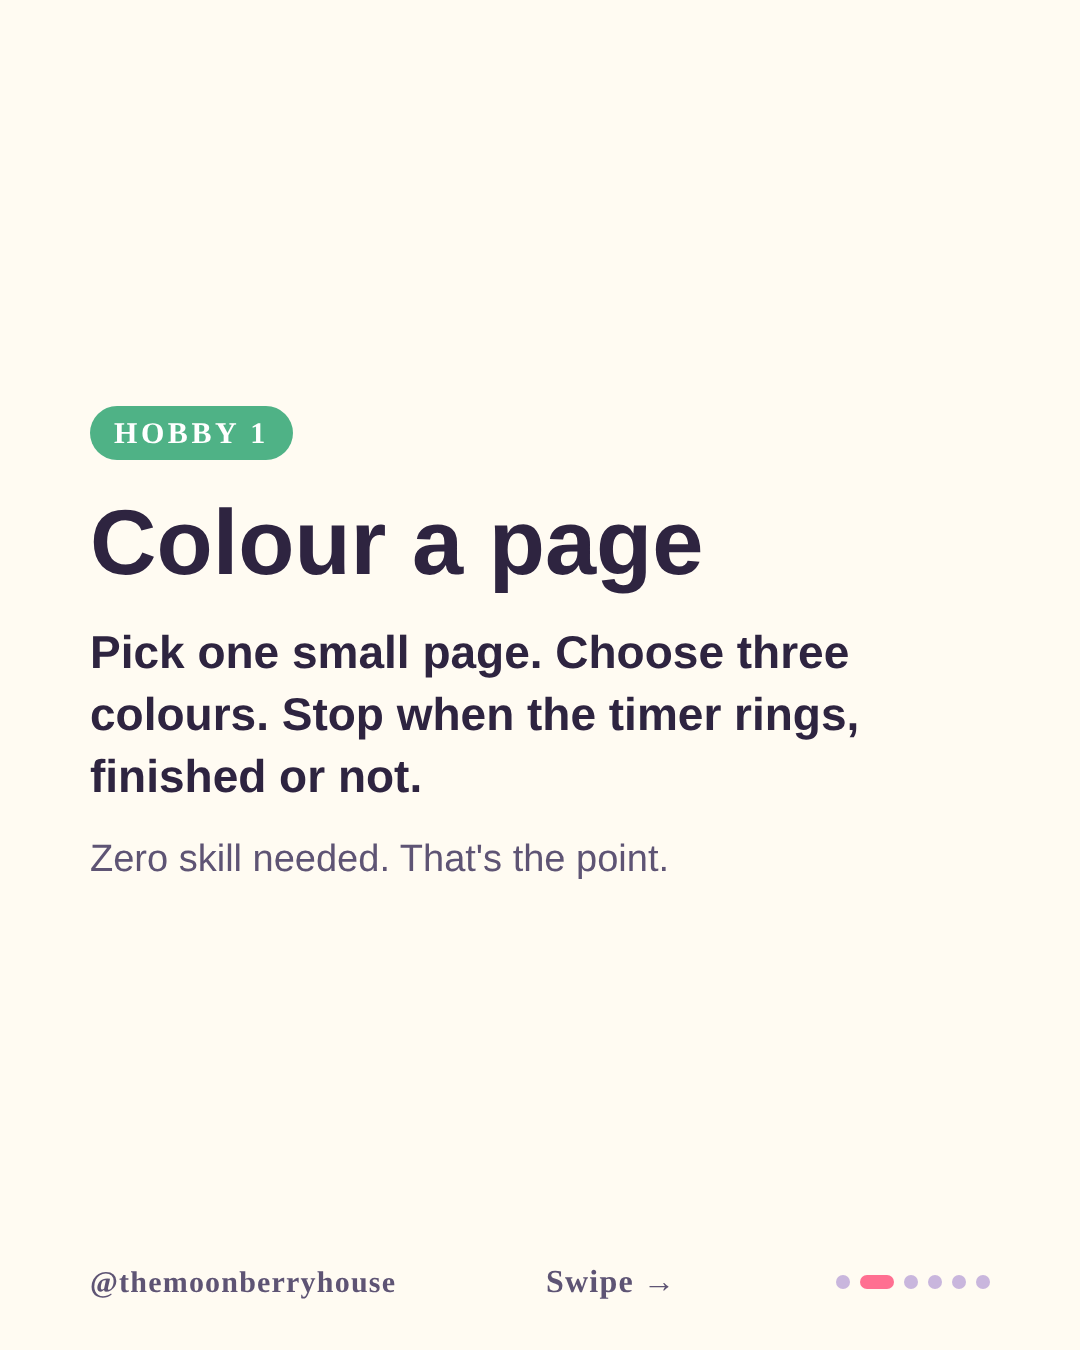 HOBBY 1
Colour a page
Pick one small page. Choose three
colours. Stop when the timer rings,
finished or not.
Zero skill needed. That's the point.
@themoonberryhouse
Swipe →